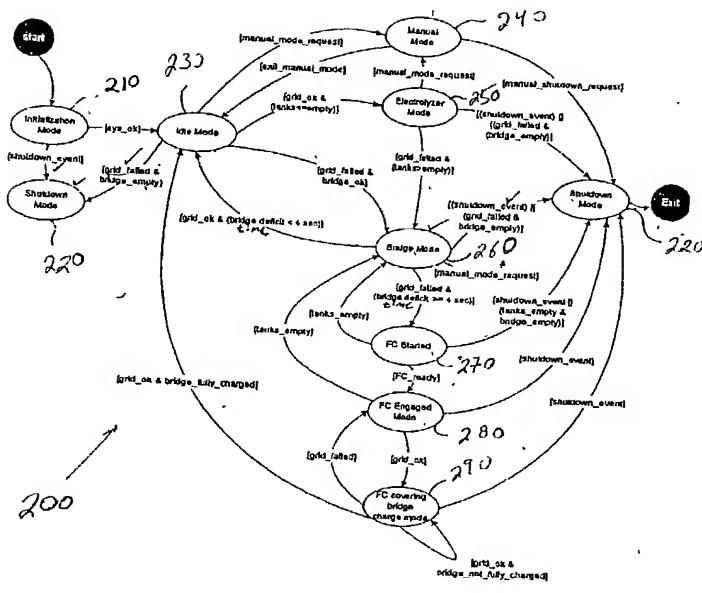 240
Start
Manual
Mode
[manual_mode_request]
230
210
[exit_manual_mode]
[manual_mode_request]
[manual_shutdown_request]
250
Initialization
Mode
[sys_ok]
Idle Mode
[grid_ok &
(tanks<=empty)]
Electrolyzer
Mode
[(shutdown_event) ||
((grid_failed &
(bridge_empty)]
[shutdown_event]
[grid_failed &
bridge_empty]
[grid_failed &
bridge_ok]
[grid_failed &
(tanks>empty)]
Shutdown
Mode
Shutdown
Mode
Exit
[(shutdown_event) ||
(grid_failed &
bridge_empty)]
[grid_ok & (bridge deficit < 4 sec)]
time
220
220
Bridge Mode
260
[manual_mode_request]
[grid_failed &
(bridge deficit >= 4 sec)]
time
[shutdown_event ||
(tanks_empty &
bridge_empty)]
[tanks_empty]
[tanks_empty]
FC Started
270
[shutdown_event]
[FC_ready]
[grid_ok & bridge_fully_charged]
[shutdown_event]
FC Engaged
Mode
280
[grid_failed]
[grid_ok]
290
200
FC covering
bridge
charge mode
[grid_ok &
bridge_not_fully_charged]